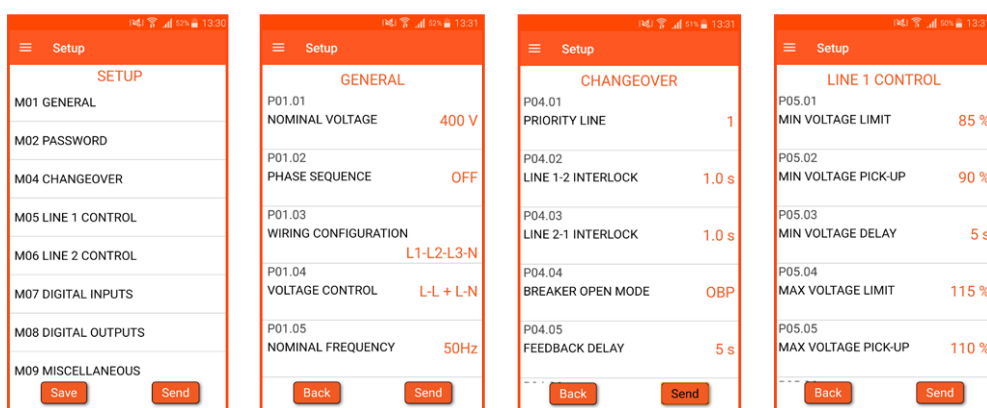 52% 13:30
Setup
SETUP
M01 GENERAL
M02 PASSWORD
M04 CHANGEOVER
M05 LINE 1 CONTROL
M06 LINE 2 CONTROL
M07 DIGITAL INPUTS
M08 DIGITAL OUTPUTS
M09 MISCELLANEOUS
Save Send
52% 13:31
Setup
GENERAL
P01.01
NOMINAL VOLTAGE 400 V
P01.02
PHASE SEQUENCE OFF
P01.03
WIRING CONFIGURATION
L1-L2-L3-N
P01.04
VOLTAGE CONTROL L-L + L-N
P01.05
NOMINAL FREQUENCY 50Hz
Back Send
51% 13:31
Setup
CHANGEOVER
P04.01
PRIORITY LINE 1
P04.02
LINE 1-2 INTERLOCK 1.0 s
P04.03
LINE 2-1 INTERLOCK 1.0 s
P04.04
BREAKER OPEN MODE OBP
P04.05
FEEDBACK DELAY 5 s
Back Send
50% 13:31
Setup
LINE 1 CONTROL
P05.01
MIN VOLTAGE LIMIT 85 %
P05.02
MIN VOLTAGE PICK-UP 90 %
P05.03
MIN VOLTAGE DELAY 5 s
P05.04
MAX VOLTAGE LIMIT 115 %
P05.05
MAX VOLTAGE PICK-UP 110 %
Back Send